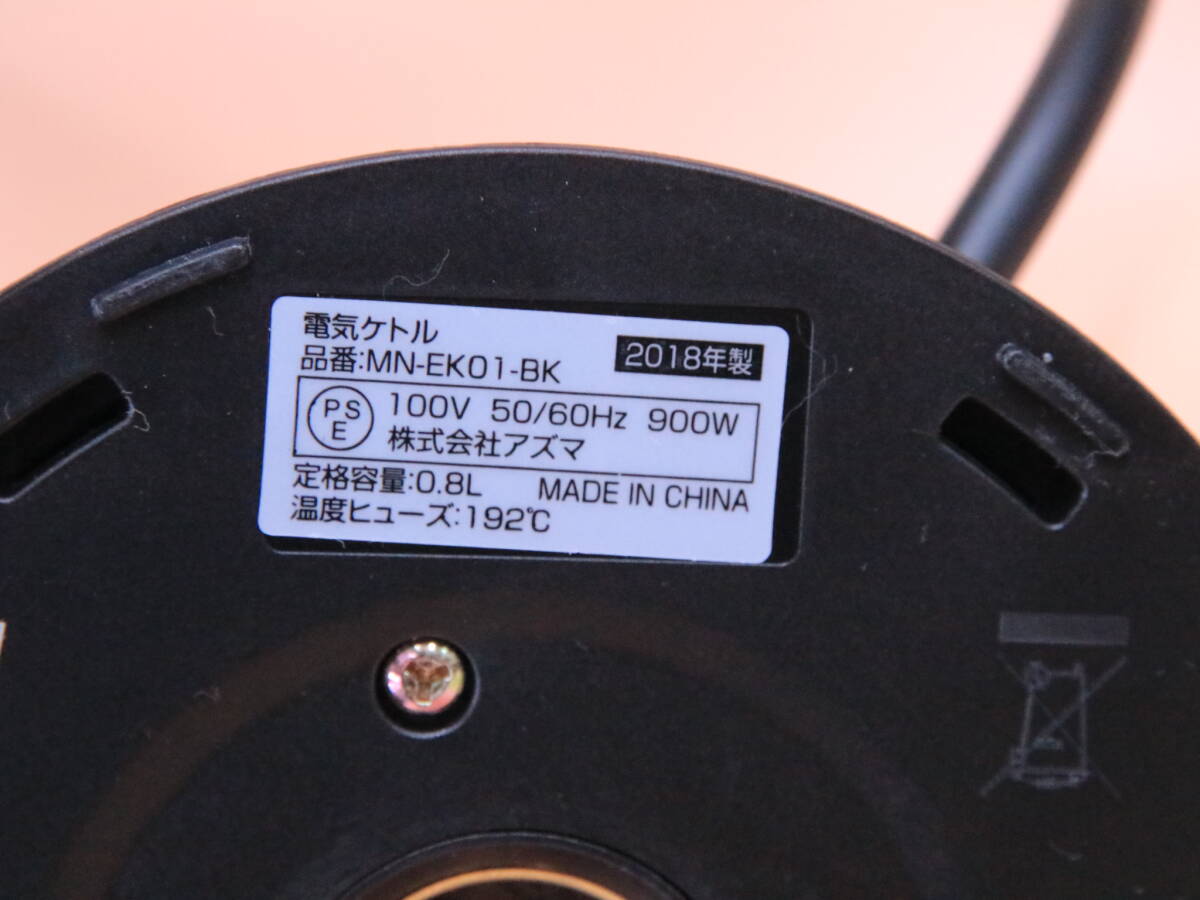 電気ケトル
品番:MN-EK01-BK 2018年製
PSE 100V 50/60Hz 900W
株式会社アズマ
定格容量:0.8L MADE IN CHINA
温度ヒューズ:192℃